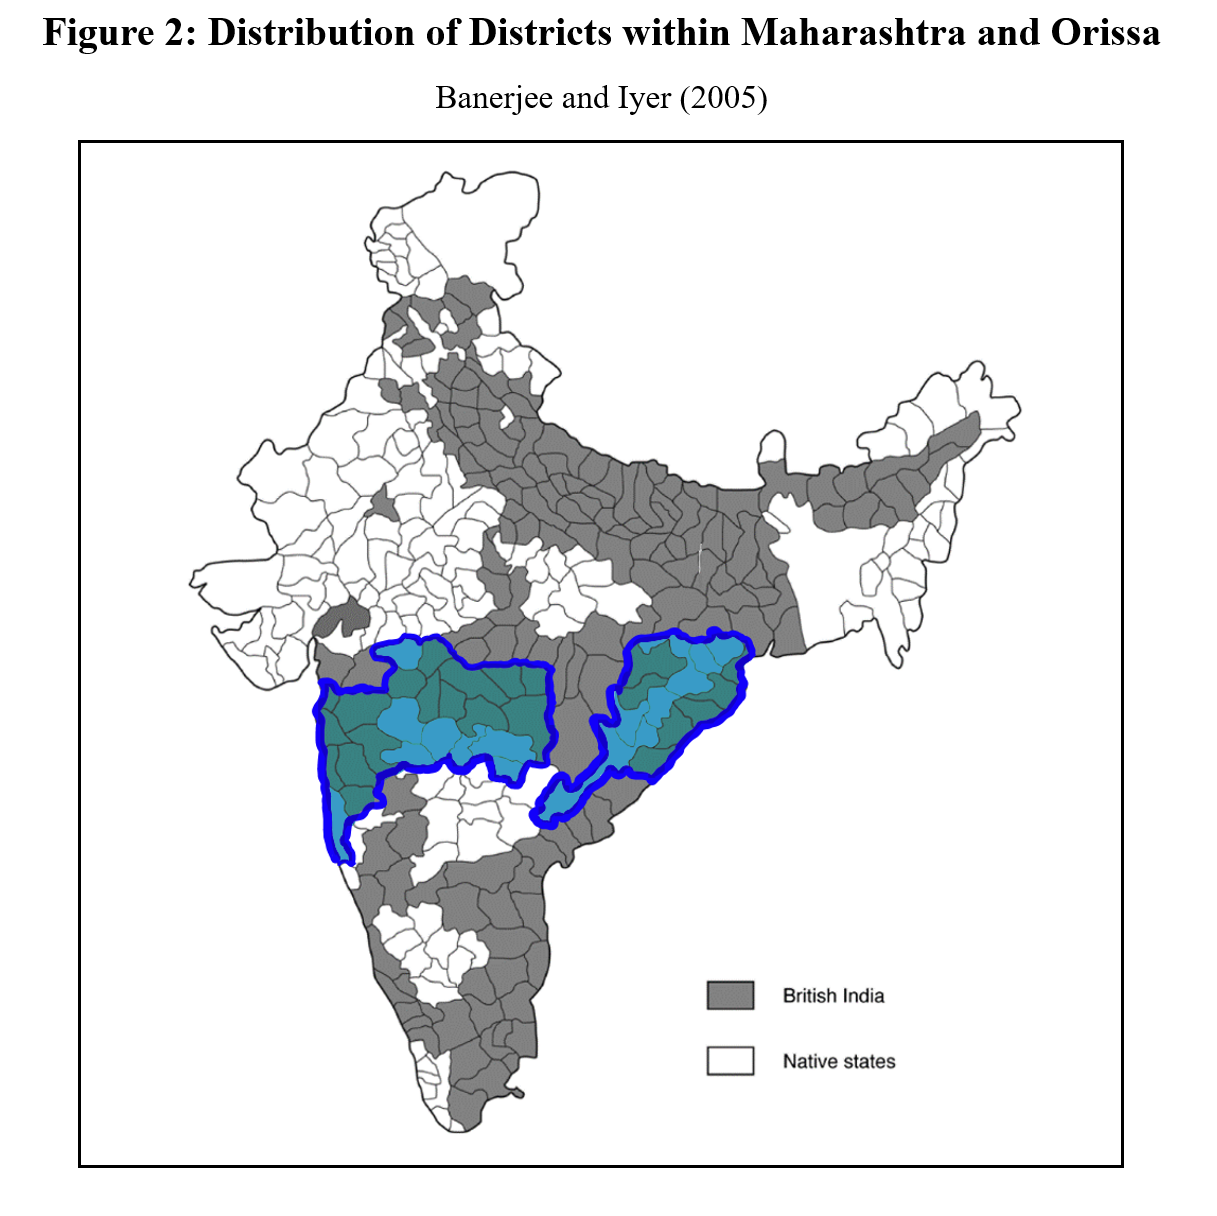 Figure 2: Distribution of Districts within Maharashtra and Orissa
Banerjee and Iyer (2005)
British India
Native states